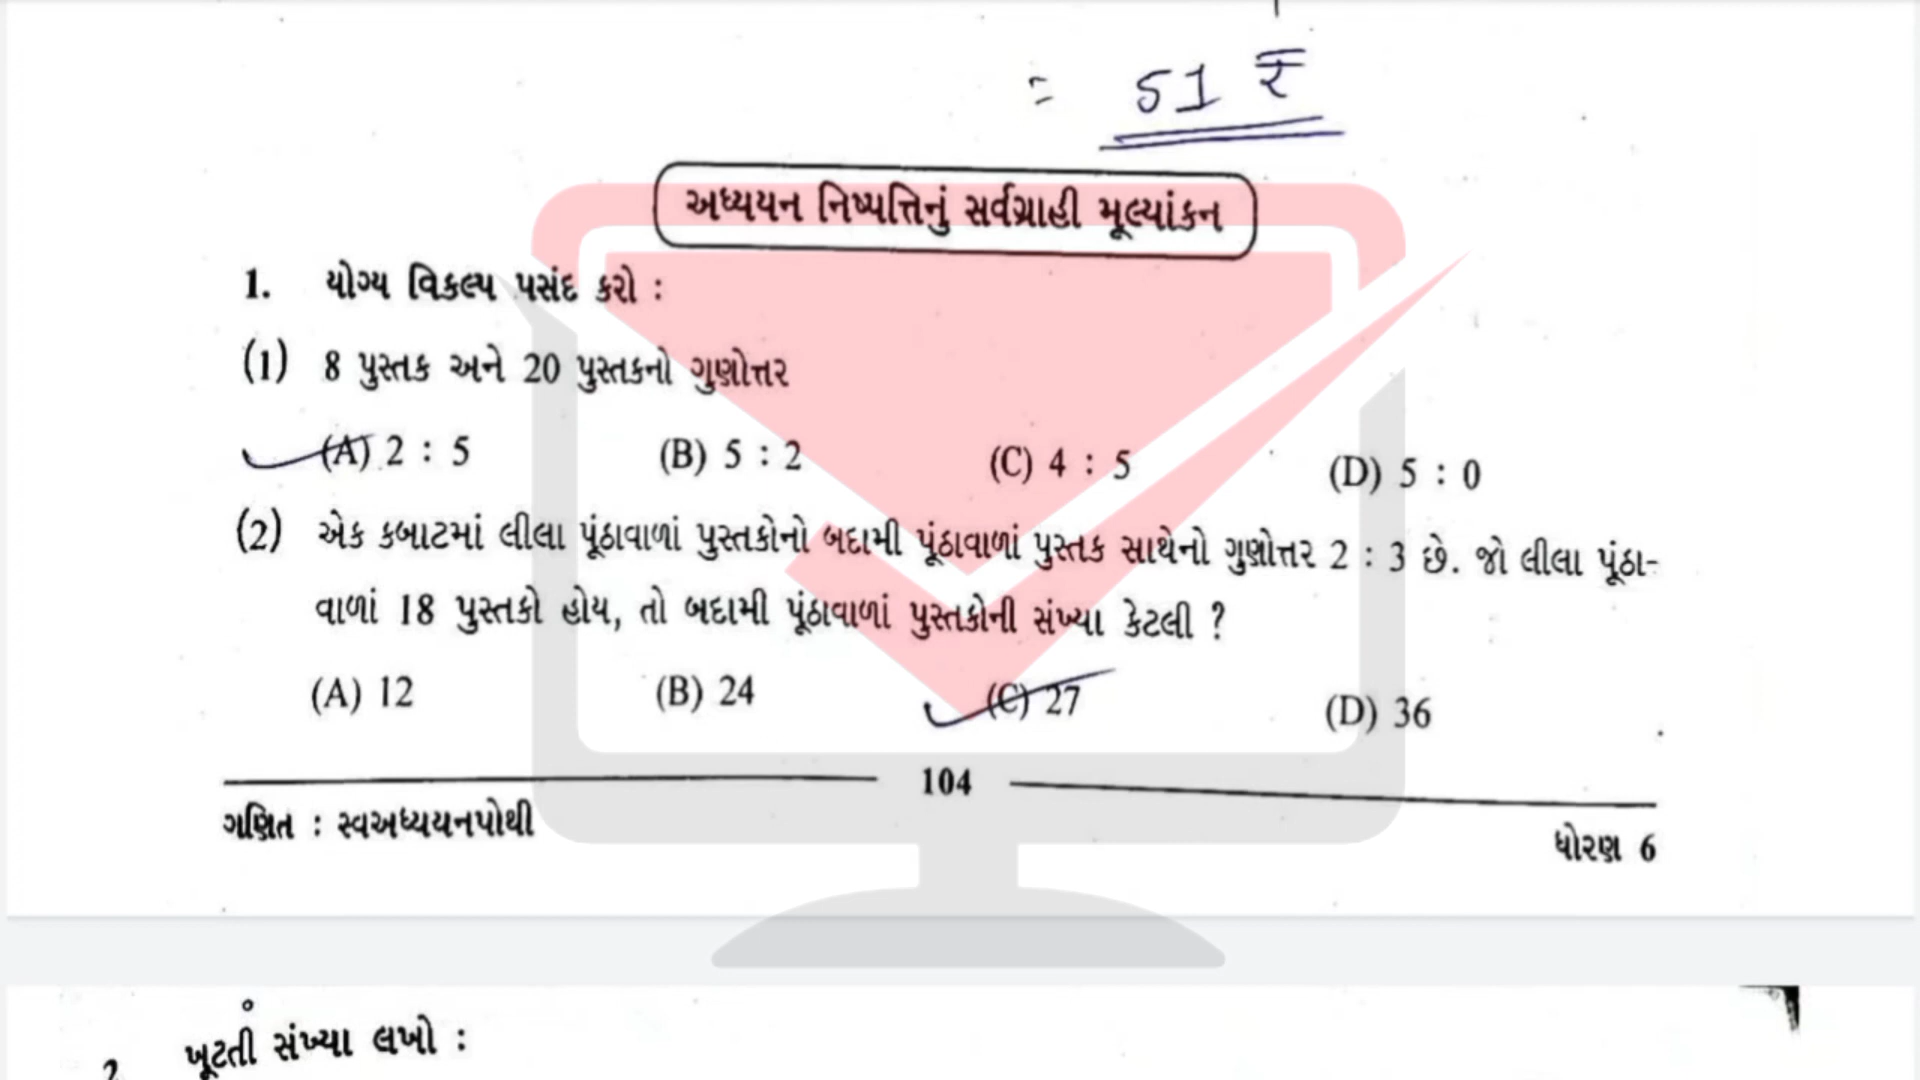 = 51 ₹
અધ્યયન નિષ્પત્તિનું સર્વગ્રાહી મૂલ્યાંકન
1. યોગ્ય વિકલ્પ પસંદ કરો :
(1) 8 પુસ્તક અને 20 પુસ્તકનો ગુણોત્તર
(A) 2 : 5 (B) 5 : 2 (C) 4 : 5 (D) 5 : 0
(2) એક કબાટમાં લીલા પૂંઠાવાળાં પુસ્તકોનો બદામી પૂંઠાવાળાં પુસ્તક સાથેનો ગુણોત્તર 2 : 3 છે. જો લીલા પૂંઠા-
વાળાં 18 પુસ્તકો હોય, તો બદામી પૂંઠાવાળાં પુસ્તકોની સંખ્યા કેટલી ?
(A) 12 (B) 24 (C) 27 (D) 36
104
ગણિત : સ્વઅધ્યયનપોથી ધોરણ 6
2. ખૂટતી સંખ્યા લખો :